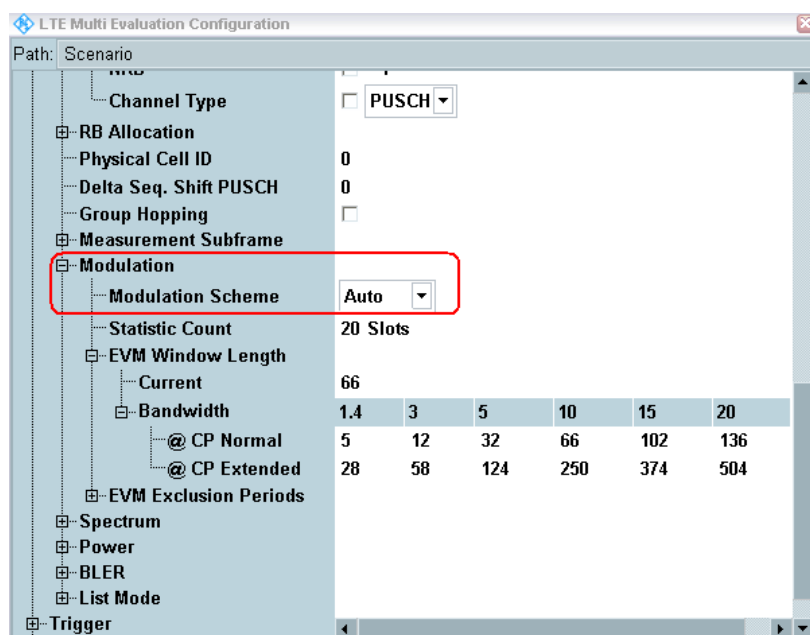 LTE Multi Evaluation Configuration
Path: Scenario
Channel Type PUSCH
RB Allocation
Physical Cell ID 0
Delta Seq. Shift PUSCH 0
Group Hopping
Measurement Subframe
Modulation
Modulation Scheme Auto
Statistic Count 20 Slots
EVM Window Length
Current 66
Bandwidth 1.4 3 5 10 15 20
@ CP Normal 5 12 32 66 102 136
@ CP Extended 28 58 124 250 374 504
EVM Exclusion Periods
Spectrum
Power
BLER
List Mode
Trigger